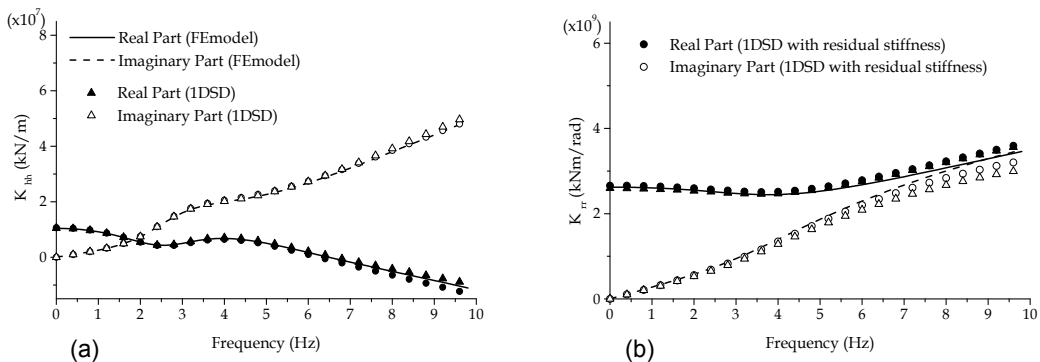 (x10⁷)
8
6
4
2
0
K hh (kN/m)
Real Part (FEmodel)
Imaginary Part (FEmodel)
Real Part (1DSD)
Imaginary Part (1DSD)
0 1 2 3 4 5 6 7 8 9 10
Frequency (Hz)
(a)
(x10⁹)
6
4
2
0
K rr (kNm/rad)
Real Part (1DSD with residual stiffness)
Imaginary Part (1DSD with residual stiffness)
0 1 2 3 4 5 6 7 8 9 10
Frequency (Hz)
(b)